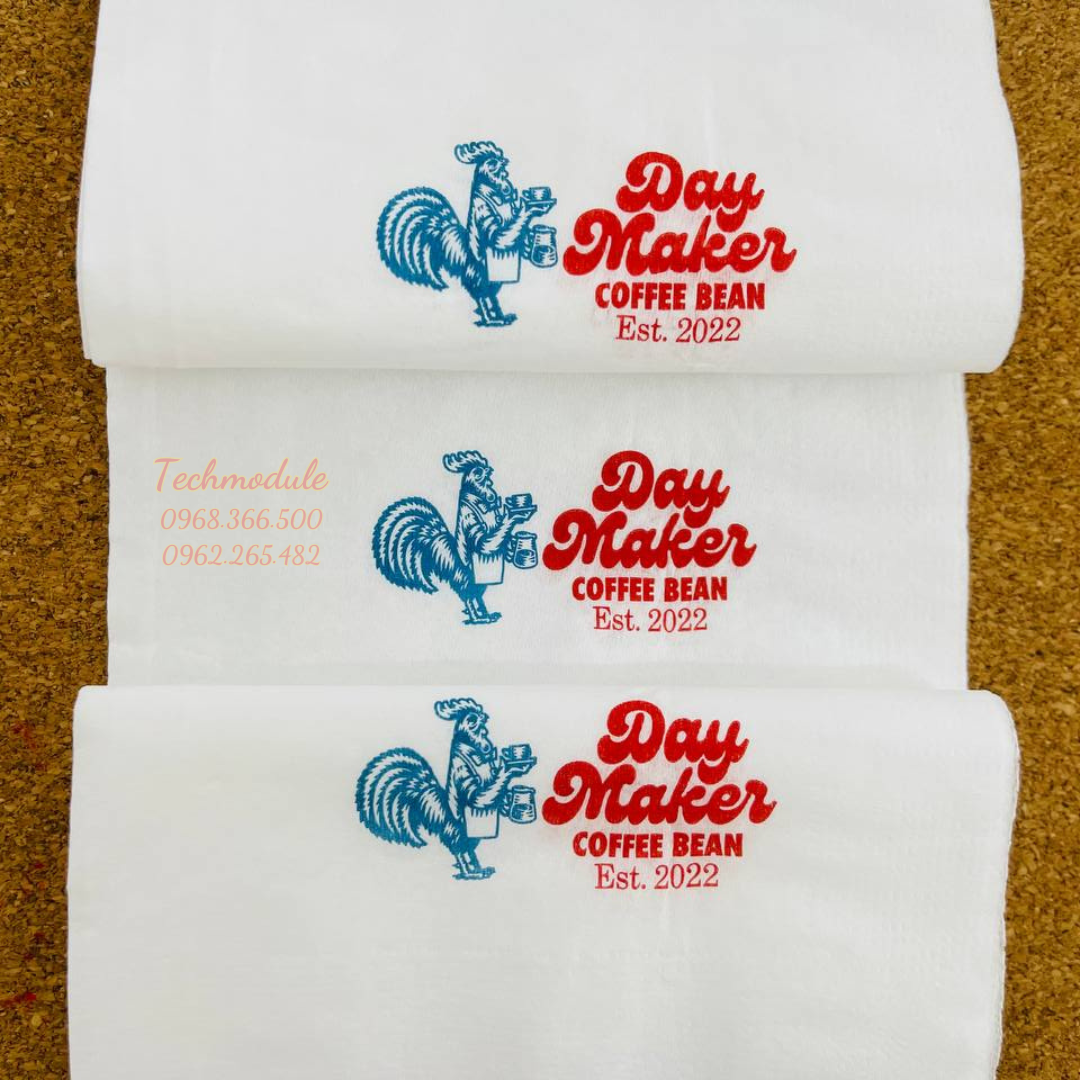 Day
Maker
COFFEE BEAN
Est. 2022
Techmodule
0968.366.500
0962.265.482
Day
Maker
COFFEE BEAN
Est. 2022
Day
Maker
COFFEE BEAN
Est. 2022